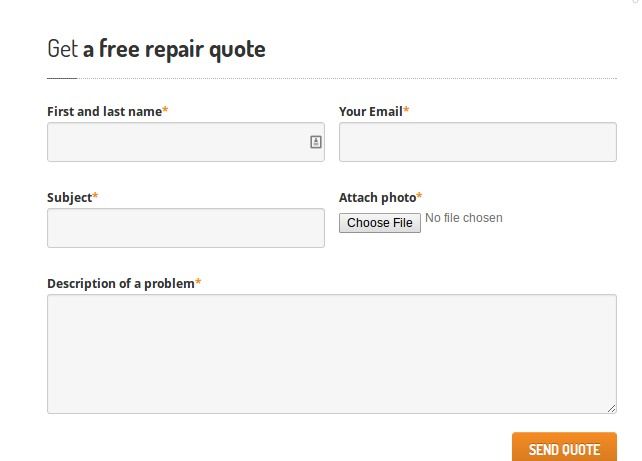 Get a free repair quote
First and last name* Your Email*
Subject* Attach photo*
Choose File No file chosen
Description of a problem*
SEND QUOTE